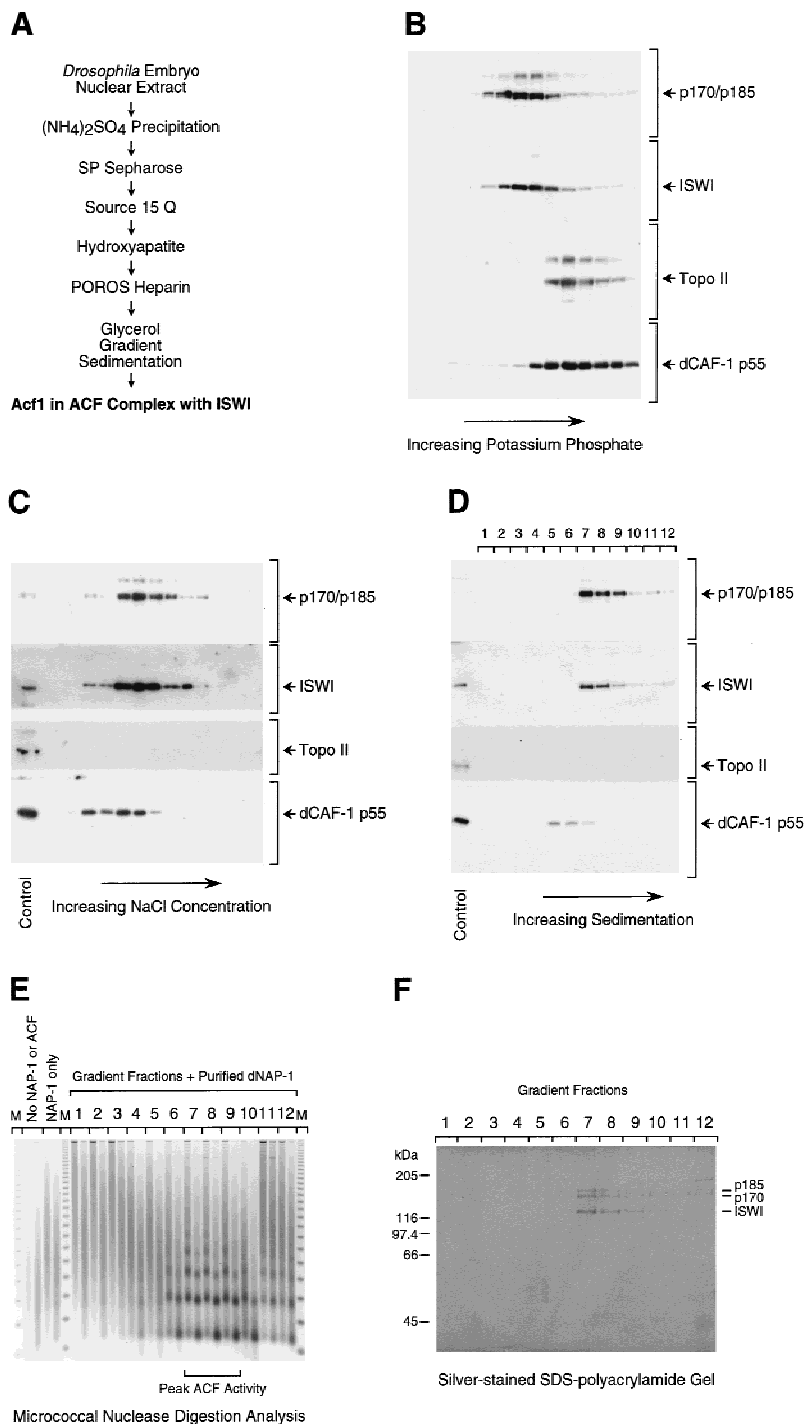 A
Drosophila Embryo
Nuclear Extract
(NH4)2SO4 Precipitation
SP Sepharose
Source 15 Q
Hydroxyapatite
POROS Heparin
Glycerol
Gradient
Sedimentation
Acf1 in ACF Complex with ISWI
B
p170/p185
ISWI
Topo II
dCAF-1 p55
Increasing Potassium Phosphate
C
p170/p185
ISWI
Topo II
dCAF-1 p55
Control
Increasing NaCl Concentration
D
1 2 3 4 5 6 7 8 9 10 11 12
p170/p185
ISWI
Topo II
dCAF-1 p55
Control
Increasing Sedimentation
E
No NAP-1 or ACF
NAP-1 only
Gradient Fractions + Purified dNAP-1
M M 1 2 3 4 5 6 7 8 9 10 11 12 M
Peak ACF Activity
Micrococcal Nuclease Digestion Analysis
F
Gradient Fractions
1 2 3 4 5 6 7 8 9 10 11 12
kDa
205
116
97.4
66
45
p185
p170
ISWI
Silver-stained SDS-polyacrylamide Gel